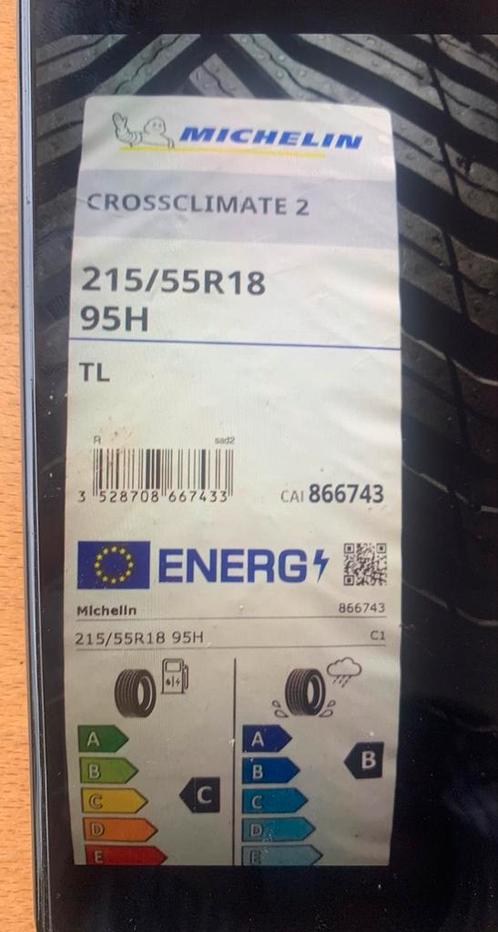 MICHELIN
CROSSCLIMATE 2
215/55R18
95H
TL
R sad2
3 528708 667433
CAI 866743
ENERG
Michelin 866743
215/55R18 95H C1
A A
B B B
C C C
D D
E E